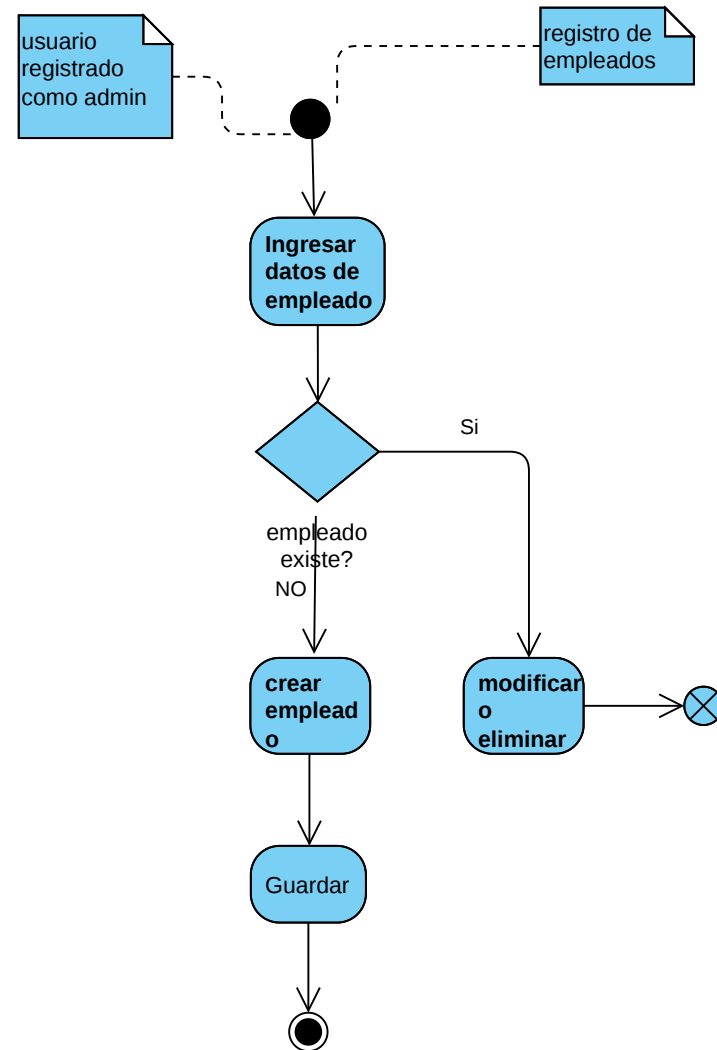 usuario
registrado
como admin
registro de
empleados
Ingresar
datos de
empleado
Si
empleado
existe?
NO
crear
emplead
o
modificar
o
eliminar
Guardar